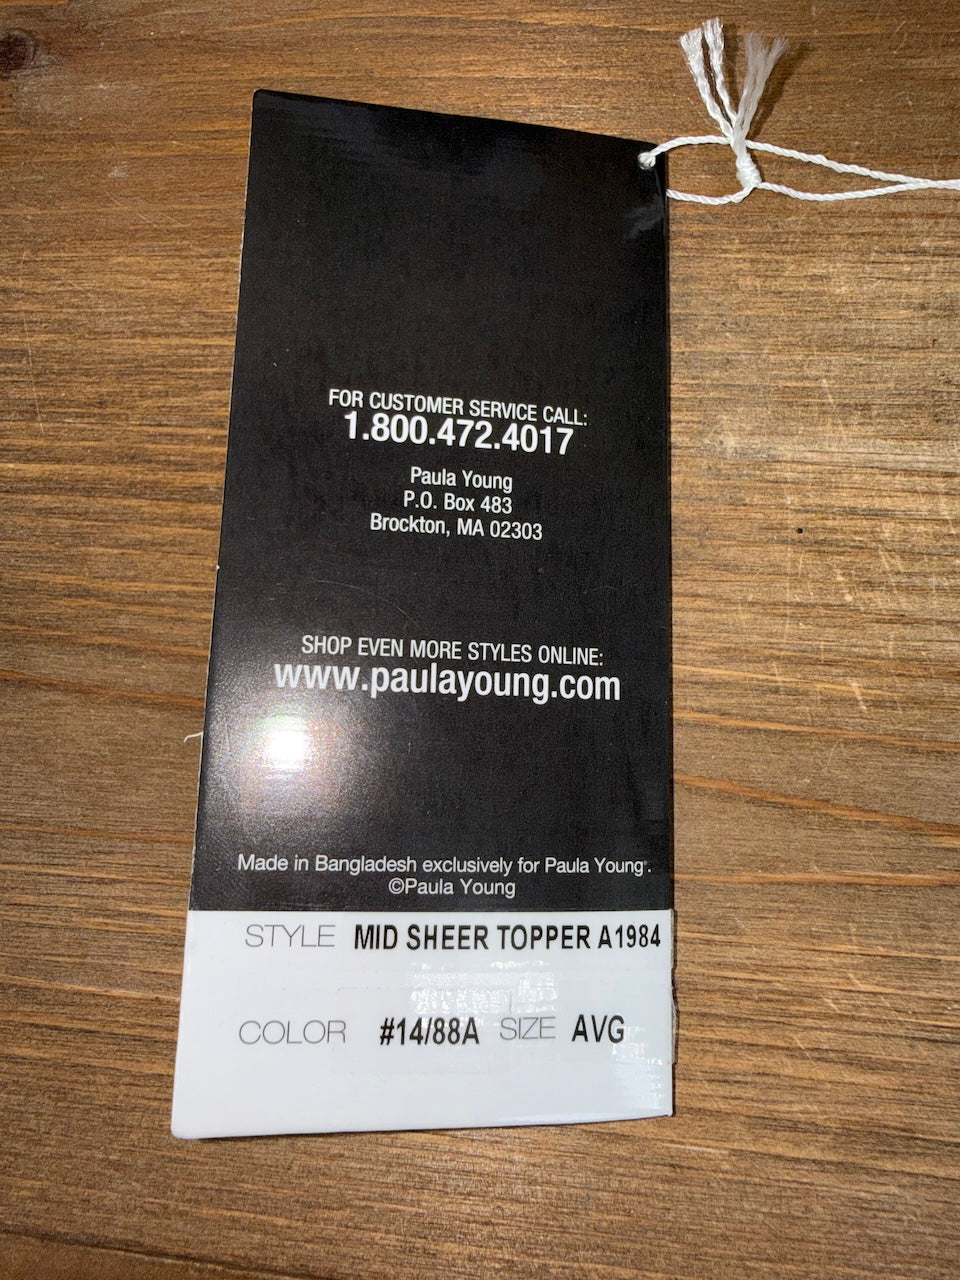 FOR CUSTOMER SERVICE CALL:
1.800.472.4017
Paula Young
P.O. Box 483
Brockton, MA 02303
SHOP EVEN MORE STYLES ONLINE:
www.paulayoung.com
Made in Bangladesh exclusively for Paula Young®.
©Paula Young
STYLE MID SHEER TOPPER A1984
COLOR #14/88A SIZE AVG